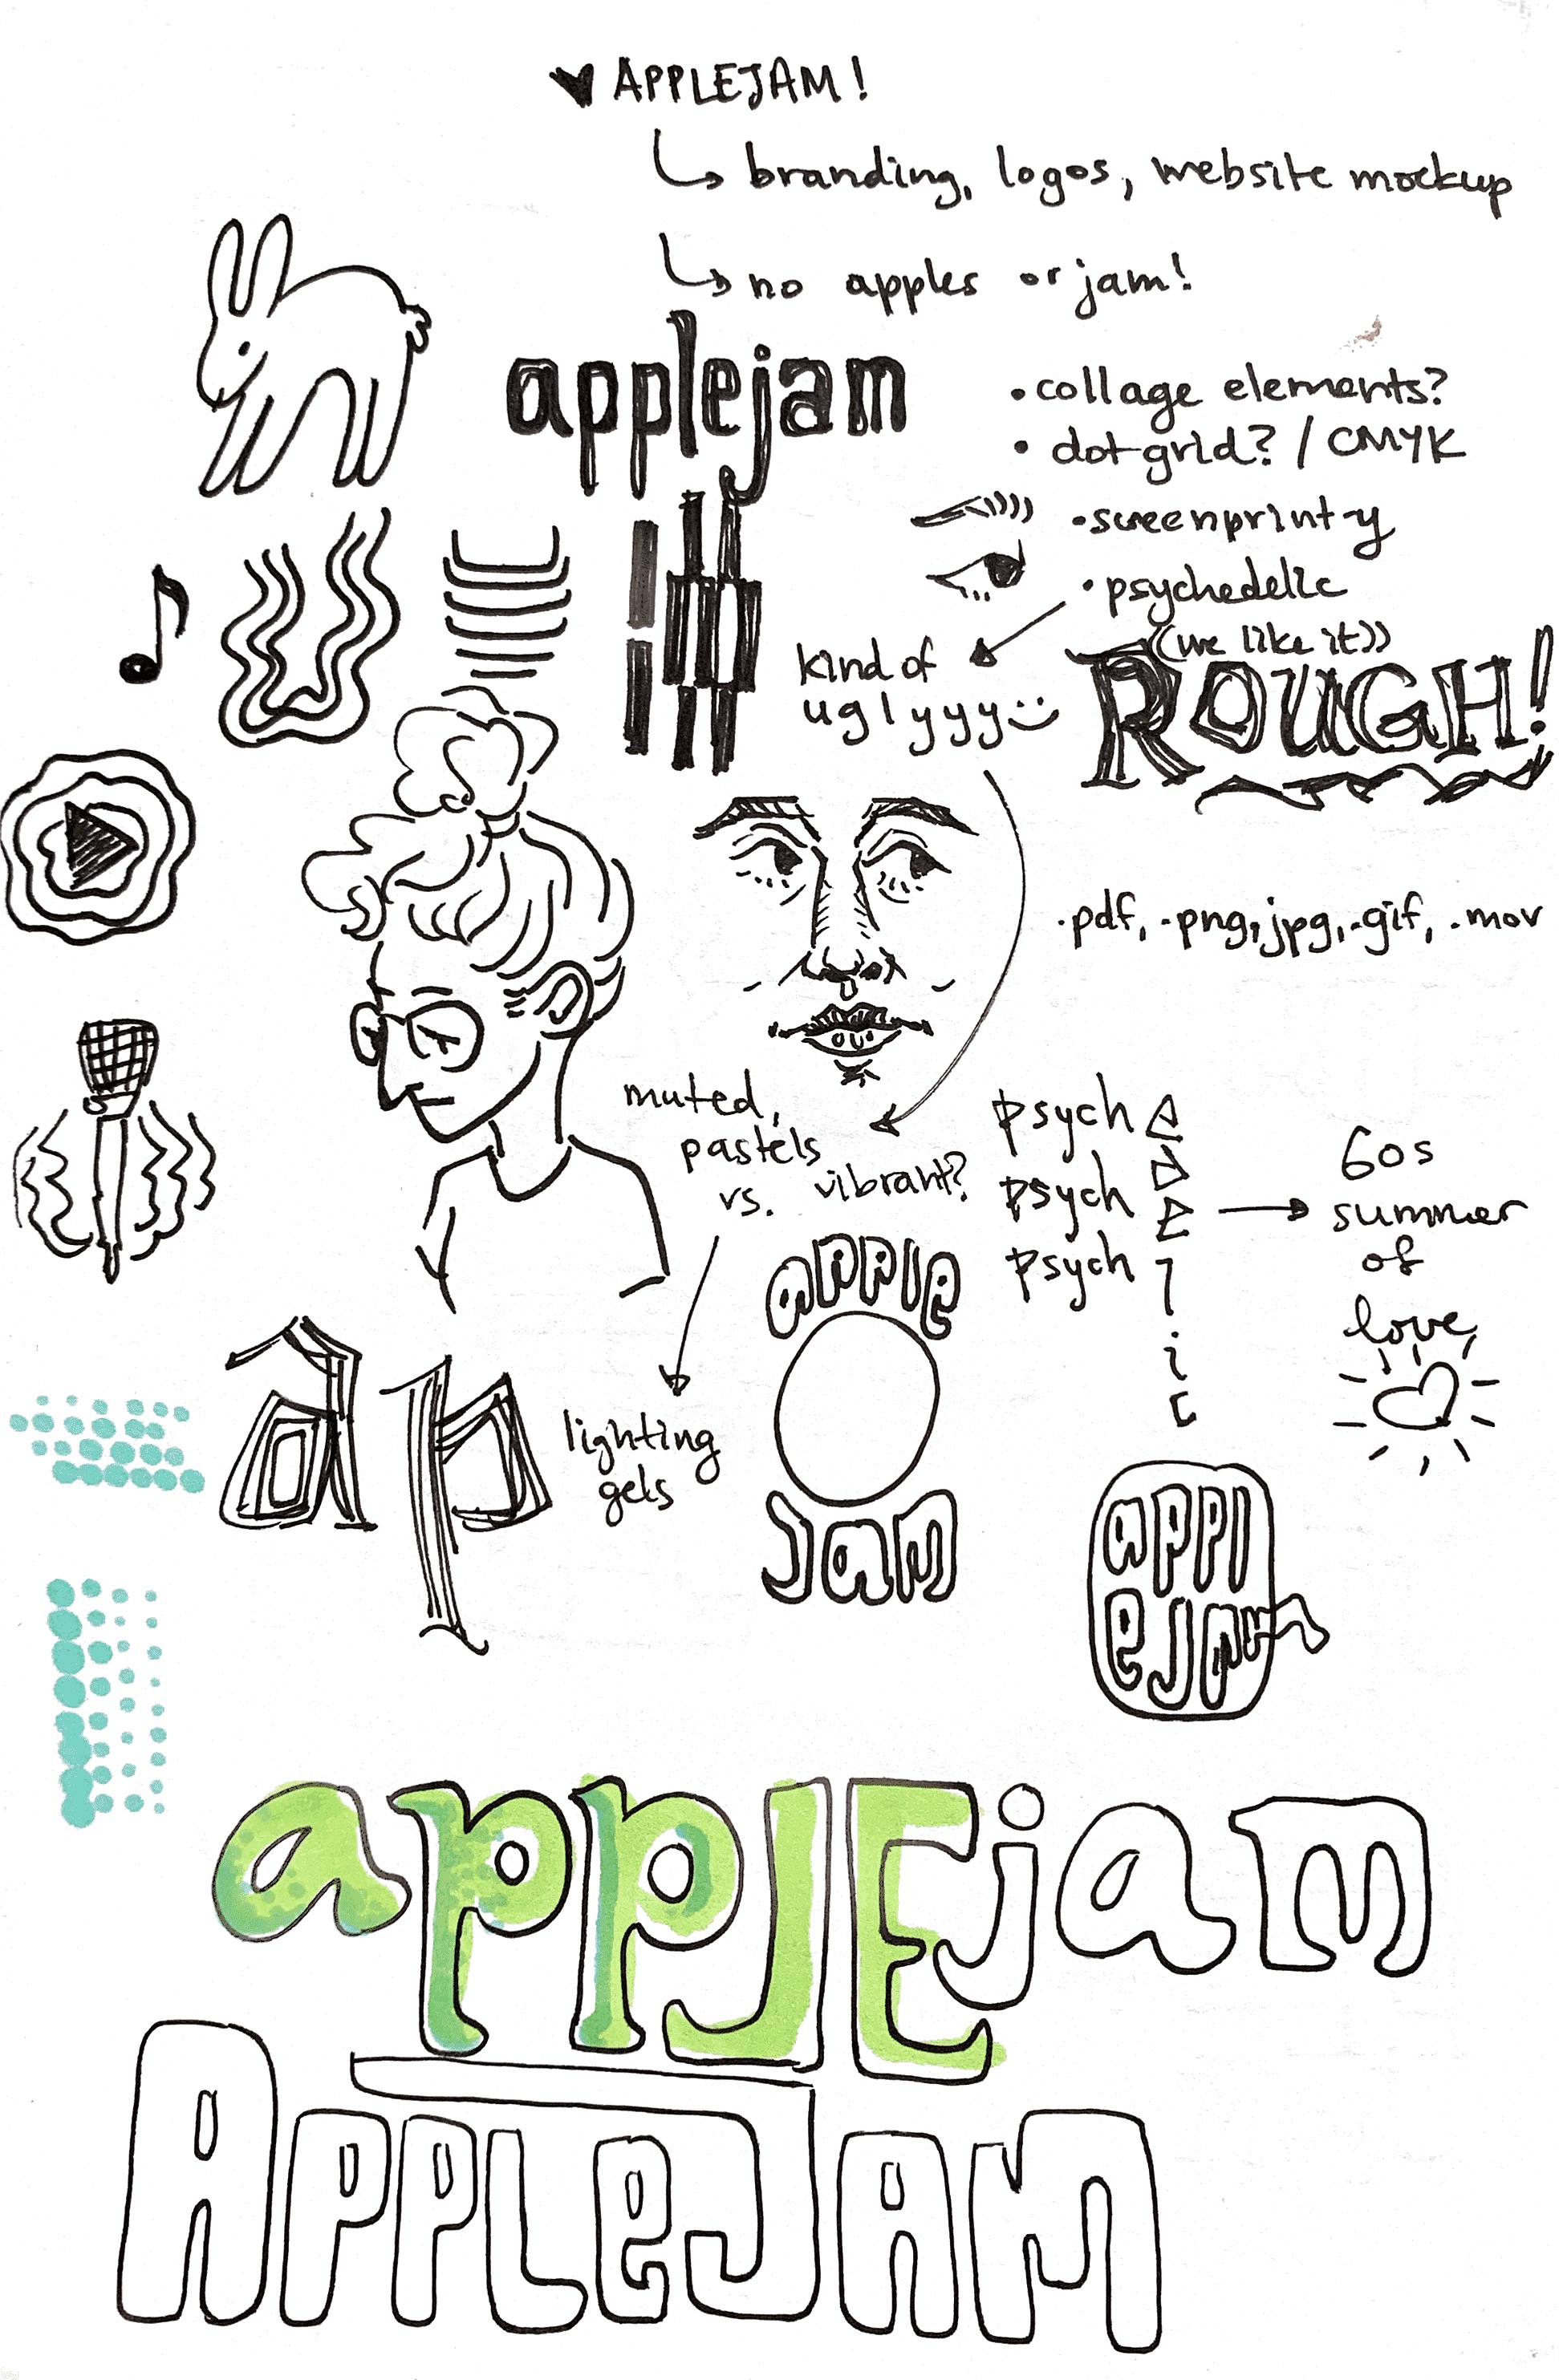 APPLEJAM!
branding, logos, website mockup
no apples or jam!
applejam
• collage elements?
• dot grid? / CMYK
• screenprint-y
• psychedelic
(we like it))
kind of
uglyyy
ROUGH!
.pdf, .png, jpg, .gif, .mov
muted,
pastels
vs. vibrant?
psych
psych
psych
e
d
e
l
i
c
60s
summer
of
love
lighting
gels
ap
apple
jam
appl
ejam
applEjam
AppleJAM